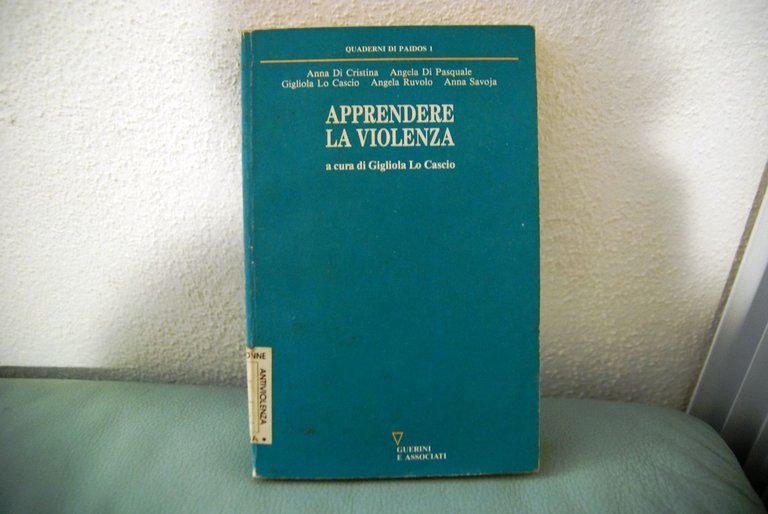 QUADERNI DI PAIDOS 1
Anna Di Cristina Angela Di Pasquale
Gigliola Lo Cascio Angela Ruvolo Anna Savoja
APPRENDERE
LA VIOLENZA
a cura di Gigliola Lo Cascio
ONNE
ANTIVIOLENZA
A
GUERINI
E ASSOCIATI